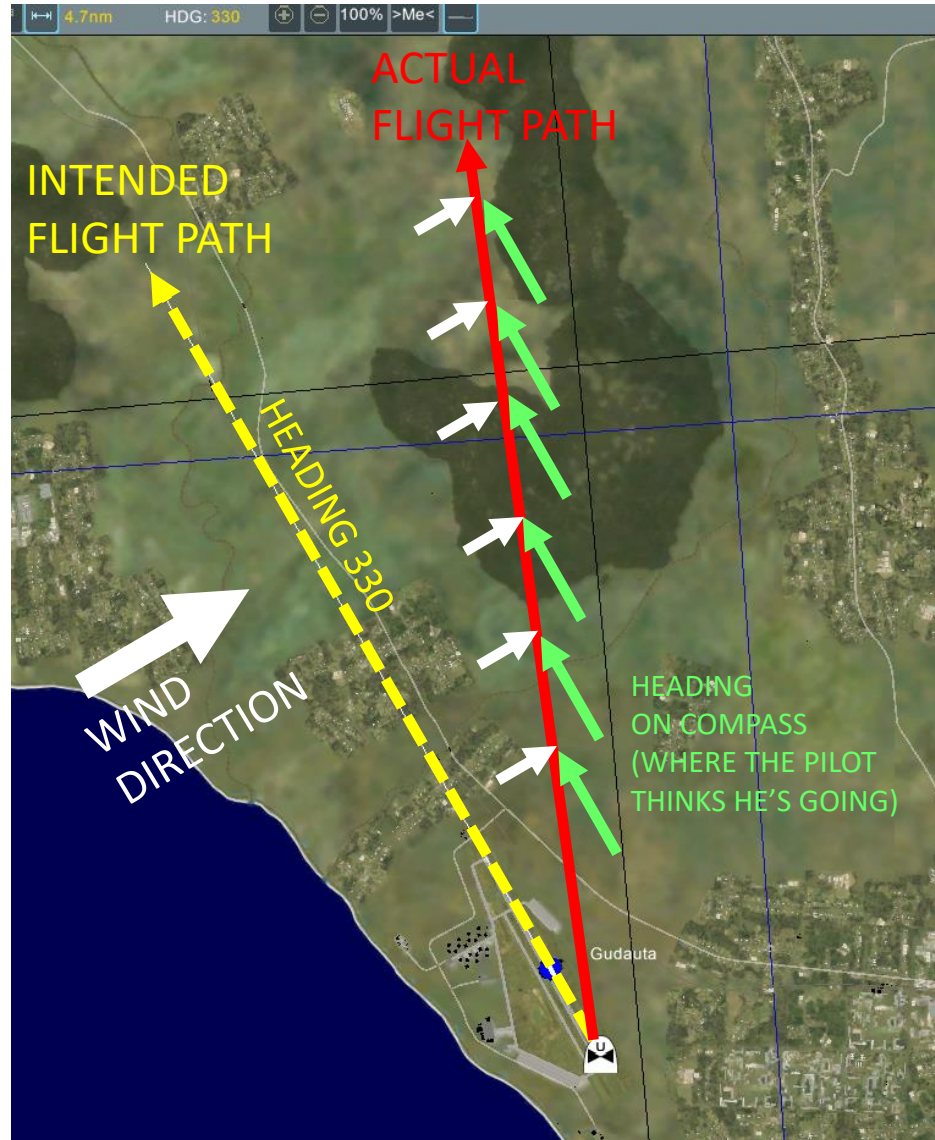 4.7nm HDG: 330 100% >Me<
ACTUAL
FLIGHT PATH
INTENDED
FLIGHT PATH
HEADING 330
WIND
DIRECTION
HEADING
ON COMPASS
(WHERE THE PILOT
THINKS HE'S GOING)
Gudauta
U